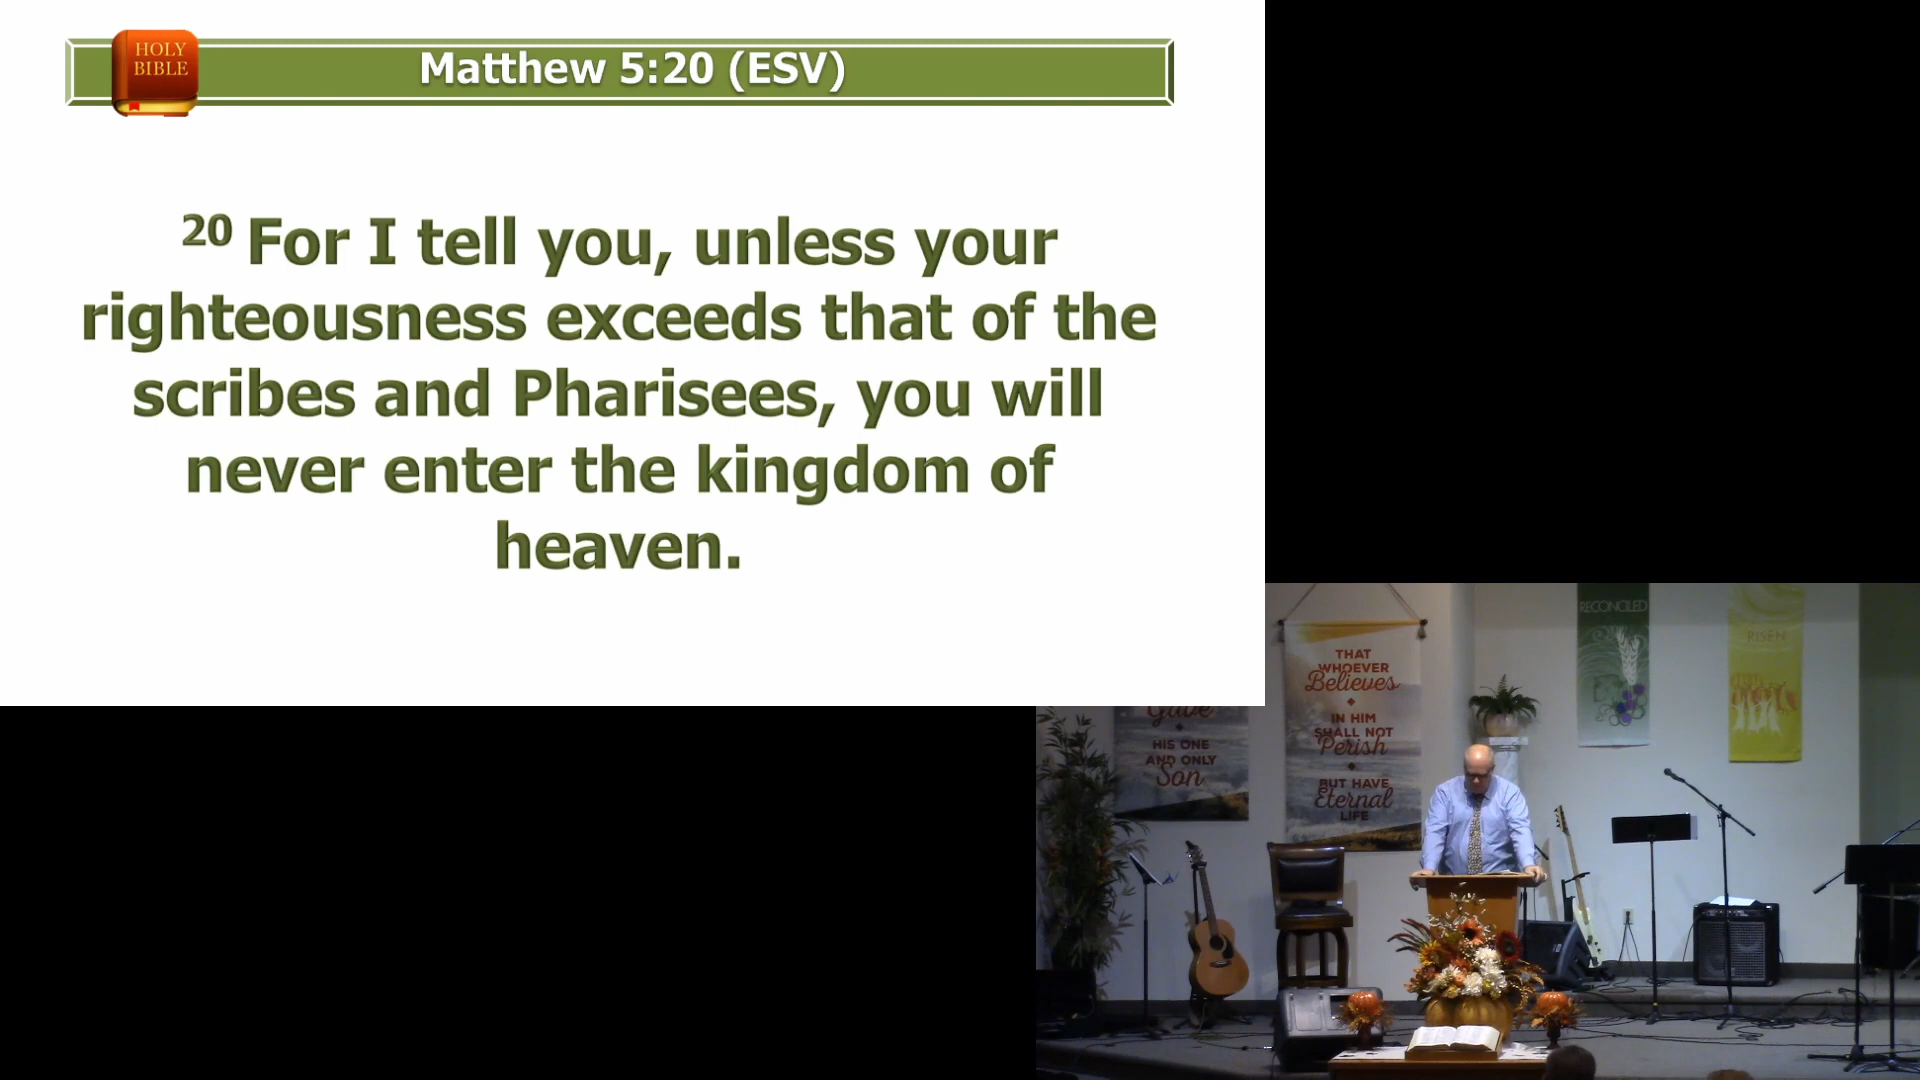 HOLY
BIBLE
Matthew 5:20 (ESV)
20 For I tell you, unless your
righteousness exceeds that of the
scribes and Pharisees, you will
never enter the kingdom of
heaven.
Gave
HIS ONE
AND ONLY
Son
THAT
WHOEVER
Believes
IN HIM
SHALL NOT
Perish
BUT HAVE
Eternal
LIFE
RECONCILED
RISEN